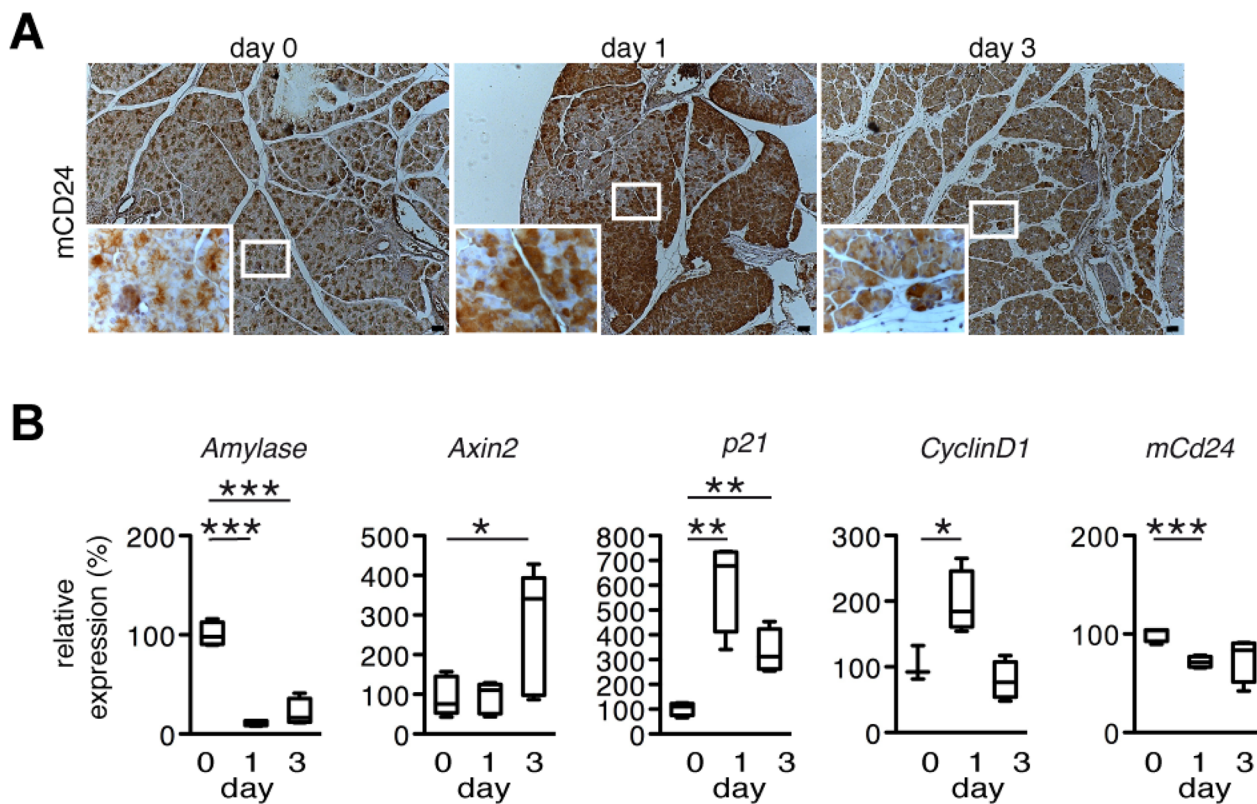 A
day 0 day 1 day 3
mCD24
B
Amylase Axin2 p21 CyclinD1 mCd24
relative
expression (%)
*** *** * ** ** * ***
200 100 0
500 400 300 200 100 0
800 700 600 500 400 300 200 100 0
300 200 100 0
200 100 0
0 1 3 0 1 3 0 1 3 0 1 3 0 1 3
day day day day day